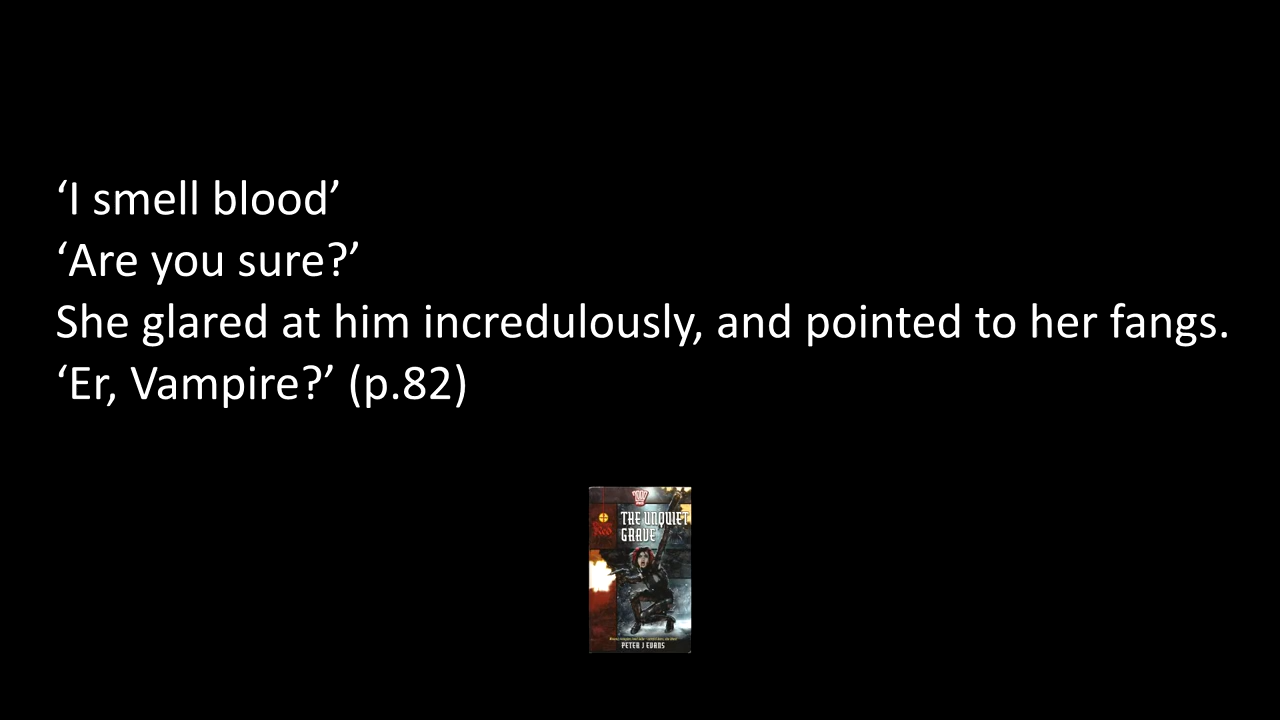 ‘I smell blood’
‘Are you sure?’
She glared at him incredulously, and pointed to her fangs.
‘Er, Vampire?’ (p.82)
THE UNQUIET
GRAVE
PETER J EVANS